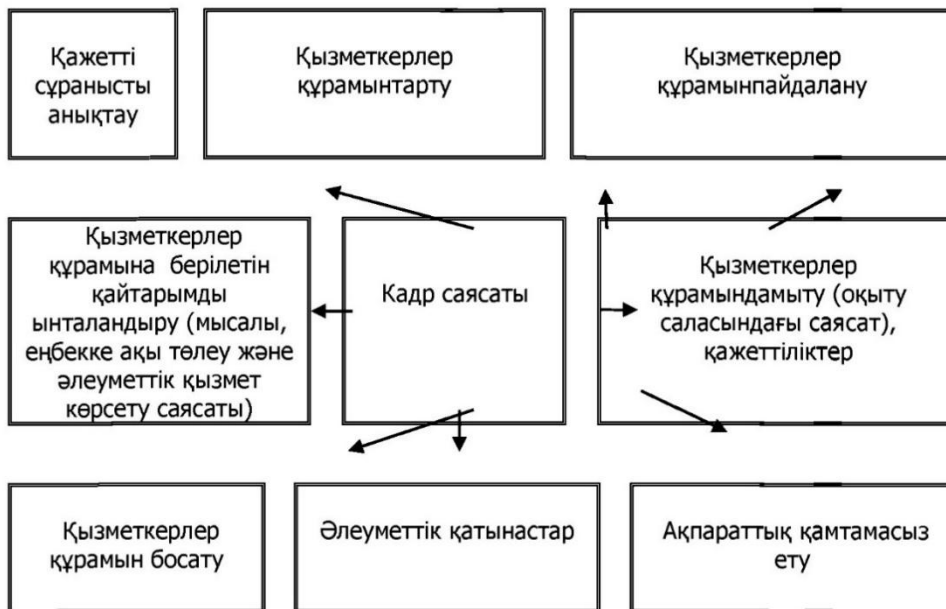 Қажетті
сұранысты
анықтау
Қызметкерлер
құрамынтарту
Қызметкерлер
құрамынпайдалану
Қызметкерлер
құрамына берілетін
қайтарымды
ынталандыру (мысалы,
еңбекке ақы төлеу және
әлеуметтік қызмет
көрсету саясаты)
Кадр саясаты
Қызметкерлер
құрамындамыту (оқыту
саласындағы саясат),
қажеттіліктер
Қызметкерлер
құрамын босату
Әлеуметтік қатынастар
Ақпараттық қамтамасыз
ету